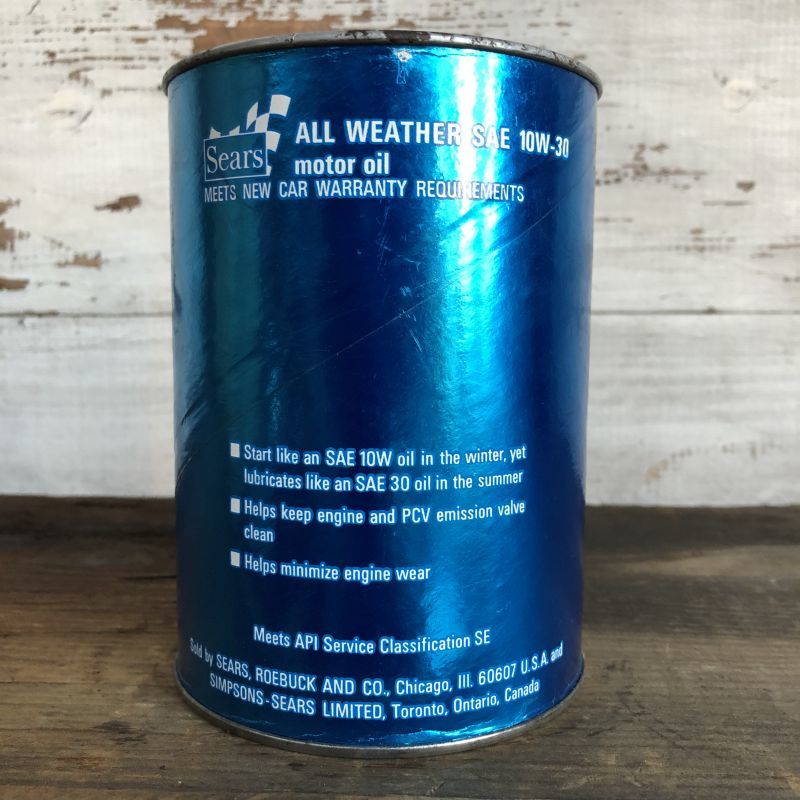 Sears
ALL WEATHER SAE 10W-30
motor oil
MEETS NEW CAR WARRANTY REQUIREMENTS
Start like an SAE 10W oil in the winter, yet
lubricates like an SAE 30 oil in the summer
Helps keep engine and PCV emission valve
clean
Helps minimize engine wear
Meets API Service Classification SE
Sold by SEARS, ROEBUCK AND CO., Chicago, Ill. 60607 U.S.A. and
SIMPSONS-SEARS LIMITED, Toronto, Ontario, Canada